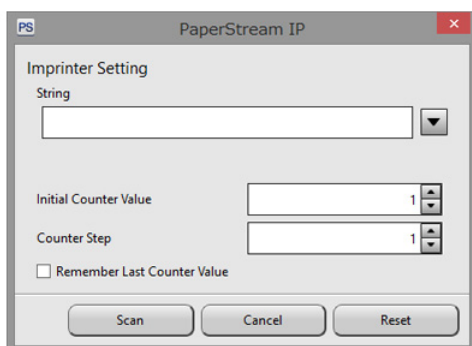 PS PaperStream IP
Imprinter Setting
String
Initial Counter Value 1
Counter Step 1
Remember Last Counter Value
Scan Cancel Reset